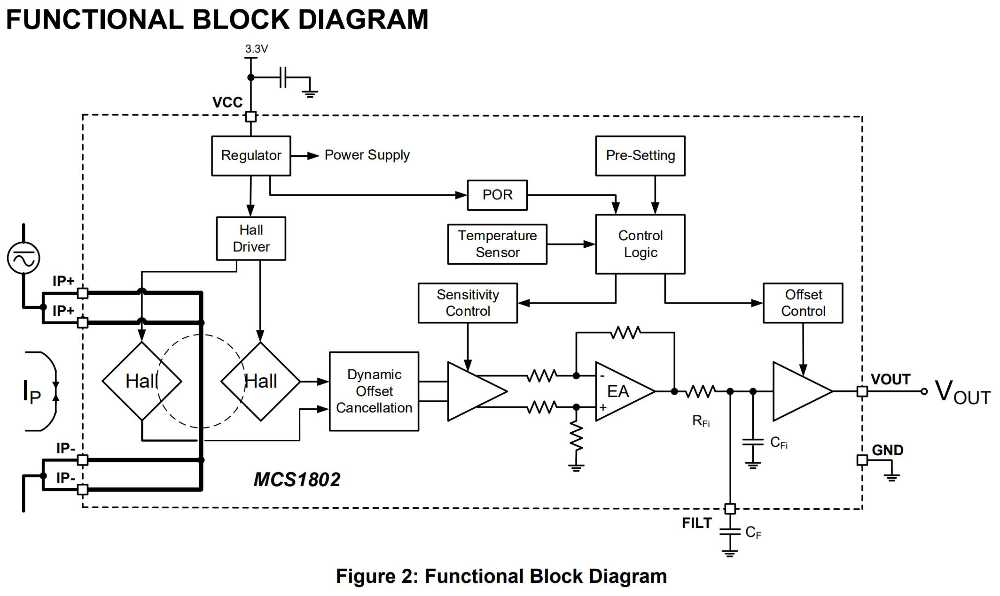 FUNCTIONAL BLOCK DIAGRAM
3.3V
VCC
Regulator
Power Supply
Pre-Setting
POR
Hall
Driver
Temperature
Sensor
Control
Logic
IP+
IP+
Sensitivity
Control
Offset
Control
Hall
Hall
IP
Dynamic
Offset
Cancellation
-
EA
+
RFi
CFi
VOUT
VOUT
GND
IP-
IP-
MCS1802
FILT
CF
Figure 2: Functional Block Diagram